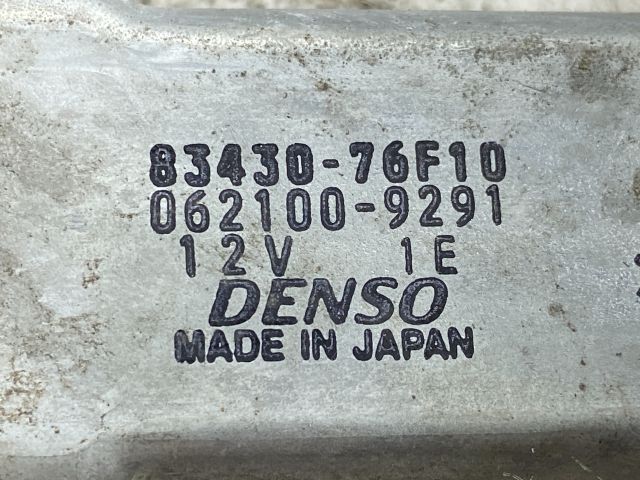 83430-76F10
062100-9291
12V 1E
DENSO
MADE IN JAPAN